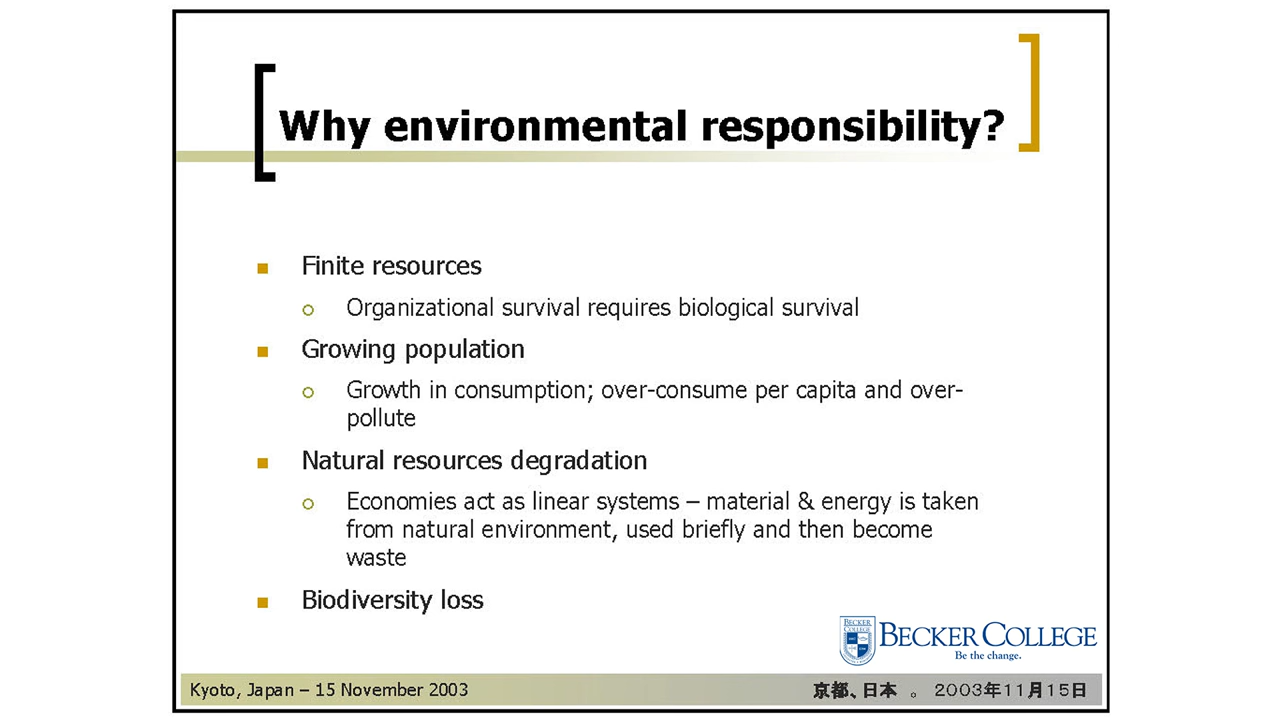 Why environmental responsibility?
Finite resources
Organizational survival requires biological survival
Growing population
Growth in consumption; over-consume per capita and over-
pollute
Natural resources degradation
Economies act as linear systems – material & energy is taken
from natural environment, used briefly and then become
waste
Biodiversity loss
BECKER COLLEGE
BECKER COLLEGE
Be the change.
Kyoto, Japan – 15 November 2003
京都、日本 。 2003年11月15日